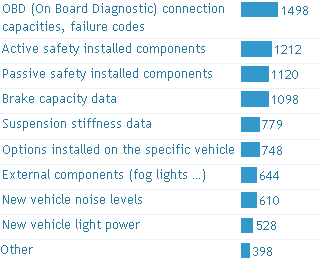 OBD (On Board Diagnostic) connection
capacities, failure codes 1498
Active safety installed components 1212
Passive safety installed components 1120
Brake capacity data 1098
Suspension stiffness data 779
Options installed on the specific vehicle 748
External components (fog lights ...) 644
New vehicle noise levels 610
New vehicle light power 528
Other 398